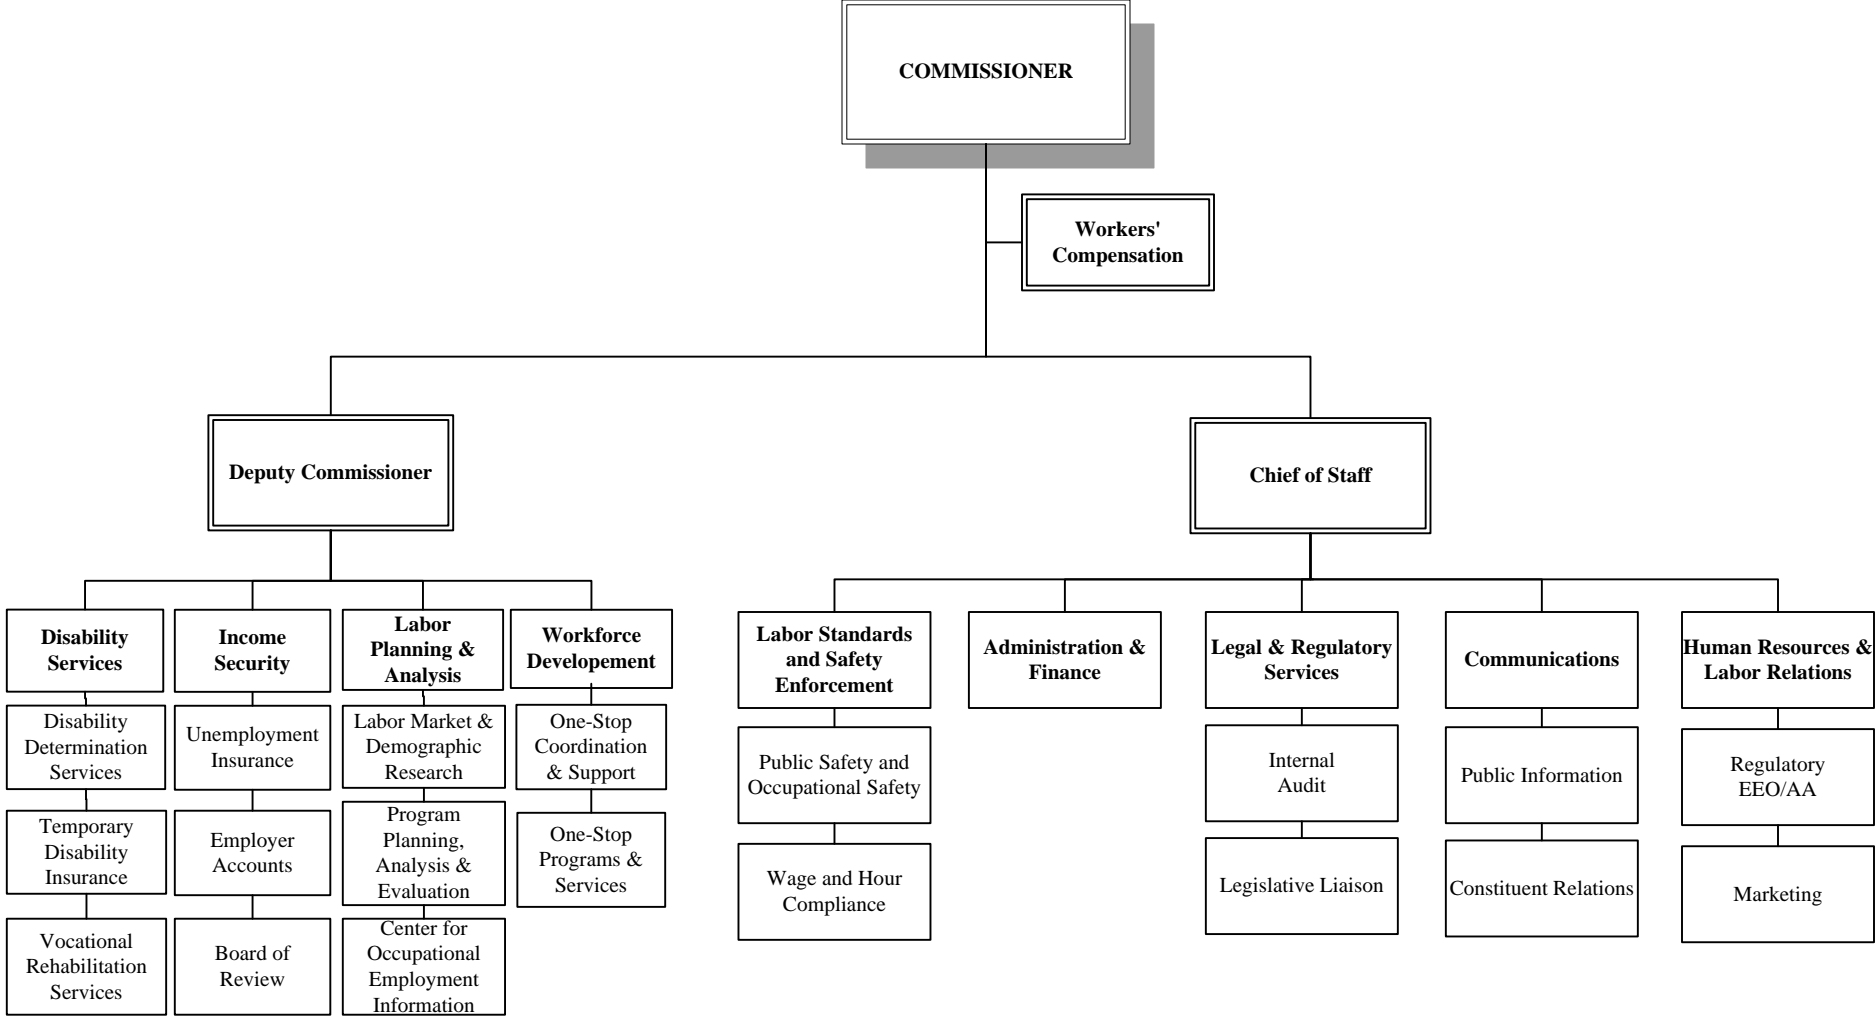 COMMISSIONER
Workers'
Compensation
Deputy Commissioner
Chief of Staff
Disability
Services
Disability
Determination
Services
Temporary
Disability
Insurance
Vocational
Rehabilitation
Services
Income
Security
Unemployment
Insurance
Employer
Accounts
Board of
Review
Labor
Planning &
Analysis
Labor Market &
Demographic
Research
Program
Planning,
Analysis &
Evaluation
Center for
Occupational
Employment
Information
Workforce
Developement
One-Stop
Coordination
& Support
One-Stop
Programs &
Services
Labor Standards
and Safety
Enforcement
Public Safety and
Occupational Safety
Wage and Hour
Compliance
Administration &
Finance
Legal & Regulatory
Services
Internal
Audit
Legislative Liaison
Communications
Public Information
Constituent Relations
Human Resources &
Labor Relations
Regulatory
EEO/AA
Marketing